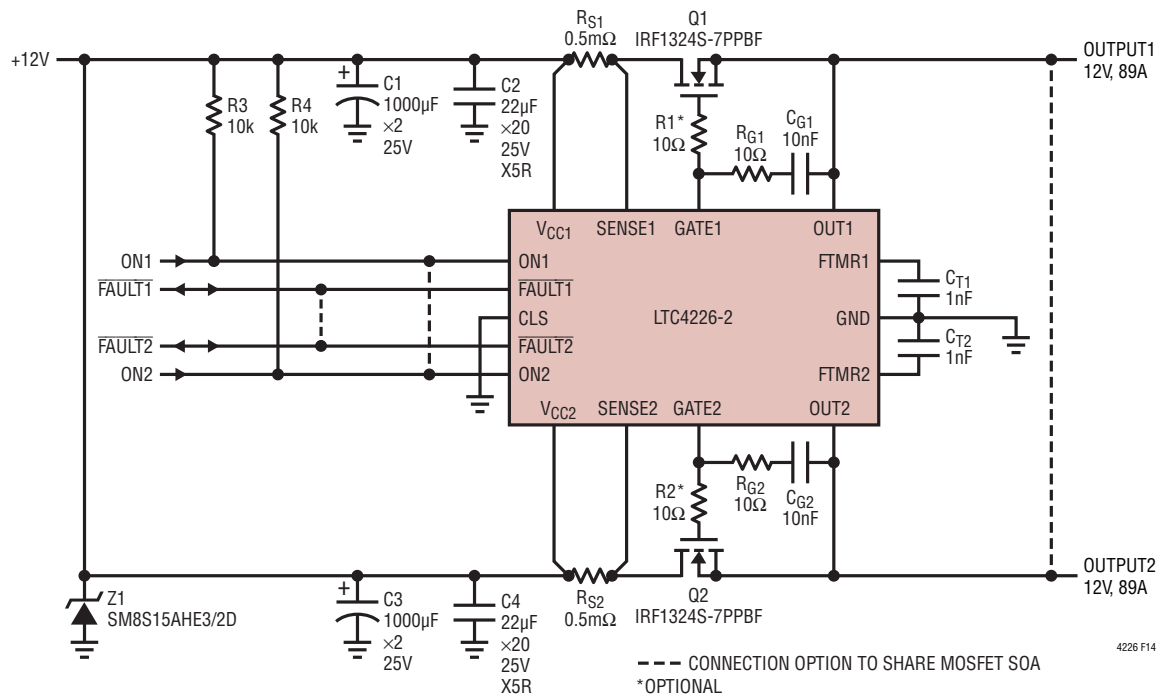 +12V
R3
10k
R4
10k
+
C1
1000µF
×2
25V
C2
22µF
×20
25V
X5R
RS1
0.5mΩ
Q1
IRF1324S-7PPBF
R1*
10Ω
RG1
10Ω
CG1
10nF
OUTPUT1
12V, 89A
ON1
FAULT1
FAULT2
ON2
VCC1
SENSE1
GATE1
OUT1
ON1
FAULT1
CLS
FAULT2
ON2
LTC4226-2
FTMR1
GND
FTMR2
VCC2
SENSE2
GATE2
OUT2
CT1
1nF
CT2
1nF
R2*
10Ω
RG2
10Ω
CG2
10nF
Z1
SM8S15AHE3/2D
+
C3
1000µF
×2
25V
C4
22µF
×20
25V
X5R
RS2
0.5mΩ
Q2
IRF1324S-7PPBF
OUTPUT2
12V, 89A
4226 F14
CONNECTION OPTION TO SHARE MOSFET SOA
*OPTIONAL